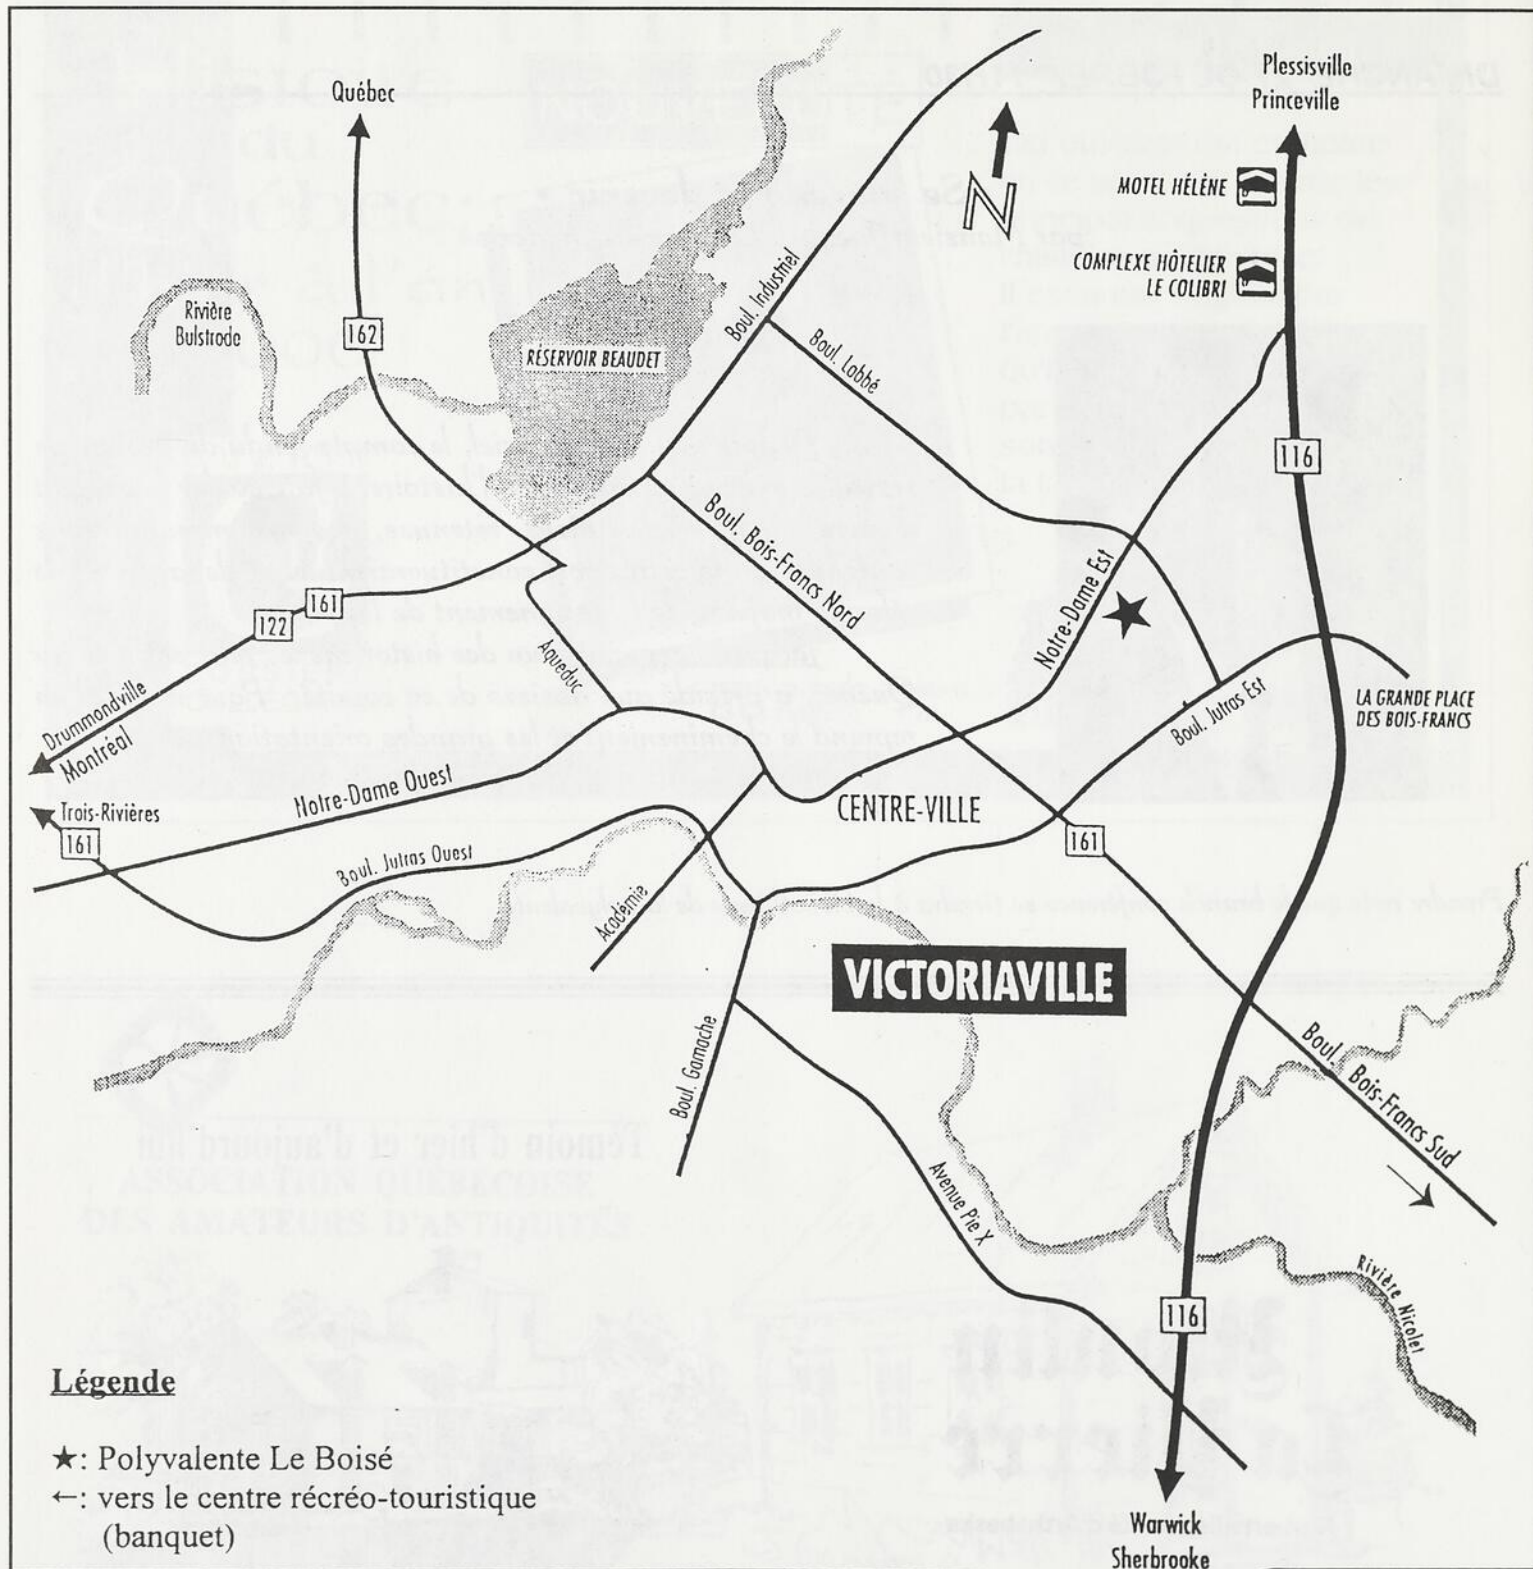 Plessisville
Princeville
Québec
MOTEL HÉLÈNE
N
COMPLEXE HÔTELIER
LE COLIBRI
Rivière
Bulstrode
162
RÉSERVOIR BEAUDET
Boul. Industriel
Boul. Labbé
116
Boul. Bois-Francs Nord
Notre-Dame Est
161
122
Aqueduc
Drummondville
Montréal
Boul. Jutras Est
LA GRANDE PLACE
DES BOIS-FRANCS
Notre-Dame Ouest
Trois-Rivières
161
CENTRE-VILLE
161
Boul. Jutras Ouest
Académie
VICTORIAVILLE
Boul. Gamache
Boul. Bois-Francs Sud
Avenue Pie X
Rivière Nicolet
116
Légende
★: Polyvalente Le Boisé
←: vers le centre récréo-touristique
(banquet)
Warwick
Sherbrooke